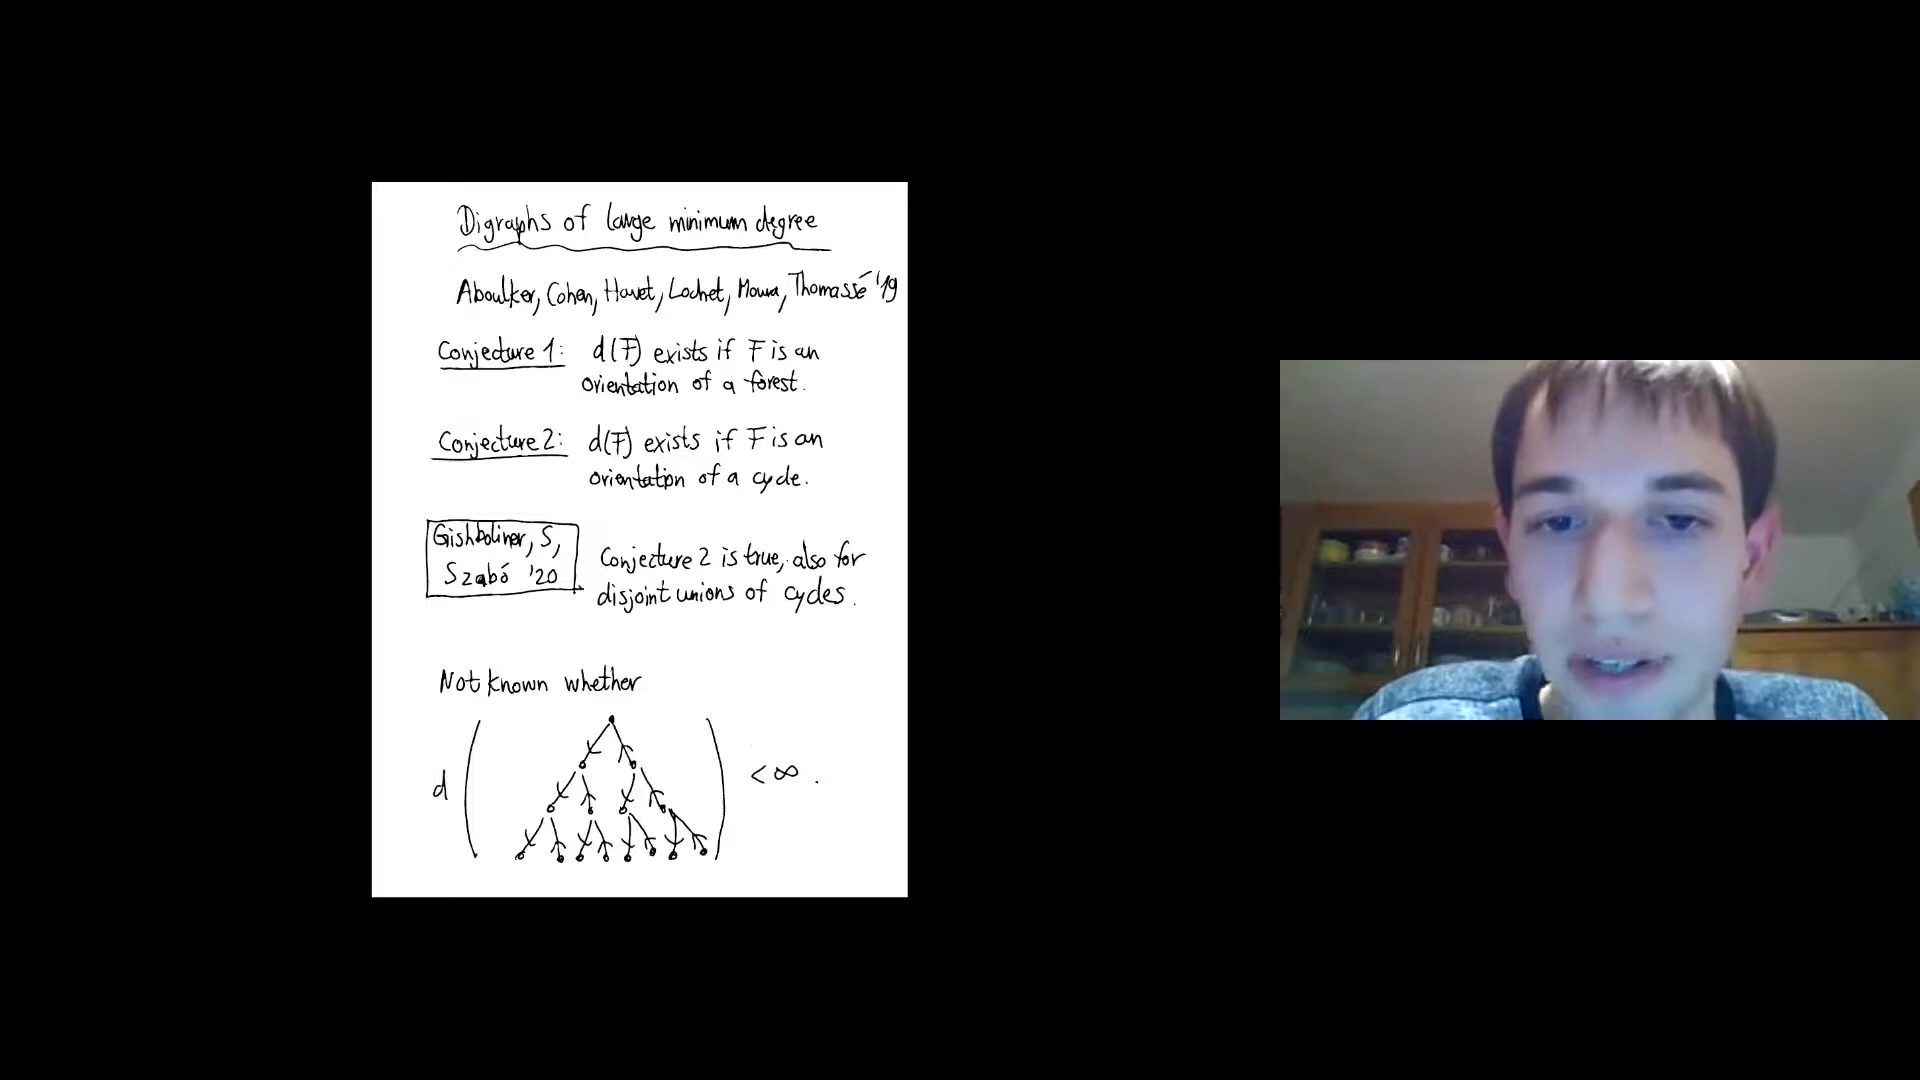 Digraphs of large minimum degree
Aboulker, Cohen, Havet, Lochet, Moura, Thomassé '19
Conjecture 1: d(F) exists if F is an
orientation of a forest.
Conjecture 2: d(F) exists if F is an
orientation of a cycle.
Gishboliner, S,
Szabó '20
Conjecture 2 is true, also for
disjoint unions of cycles.
Not known whether
d ( ) < ∞ .